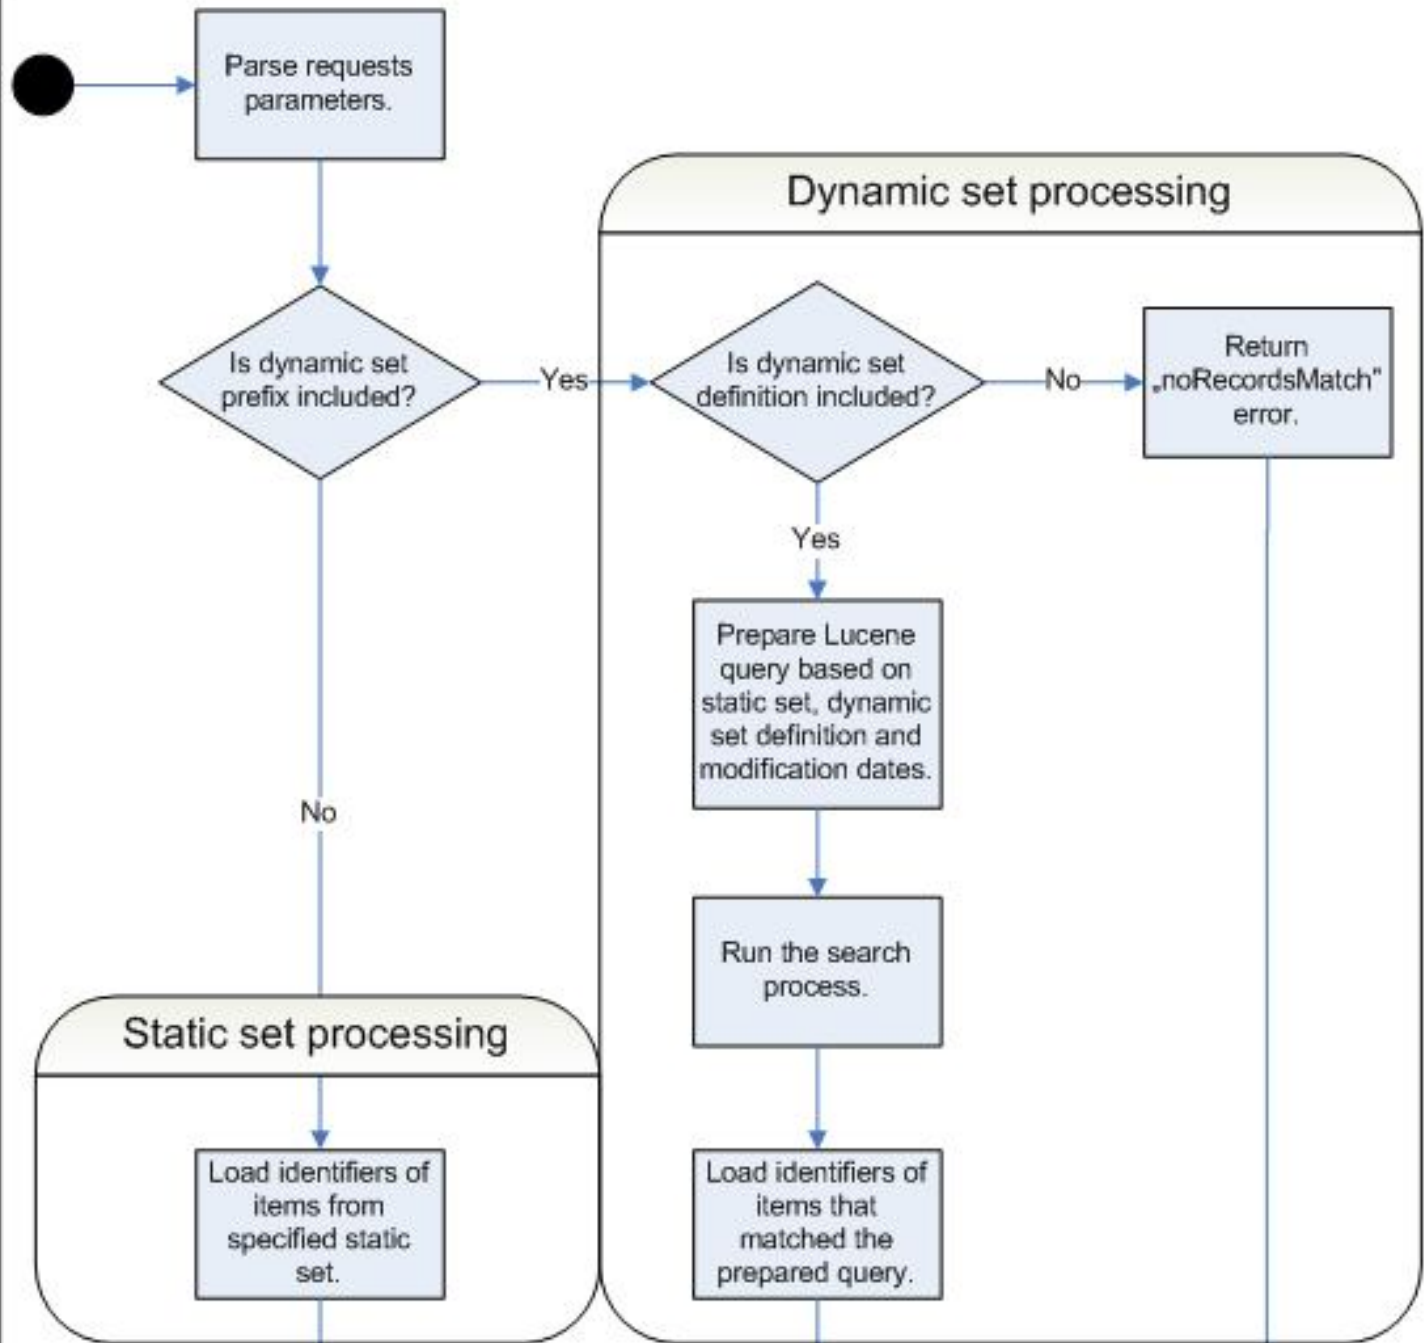 Parse requests
parameters.
Dynamic set processing
Is dynamic set
prefix included?
Yes
Is dynamic set
definition included?
No
Return
„noRecordsMatch”
error.
Yes
Prepare Lucene
query based on
static set, dynamic
set definition and
modification dates.
No
Run the search
process.
Static set processing
Load identifiers of
items from
specified static
set.
Load identifiers of
items that
matched the
prepared query.